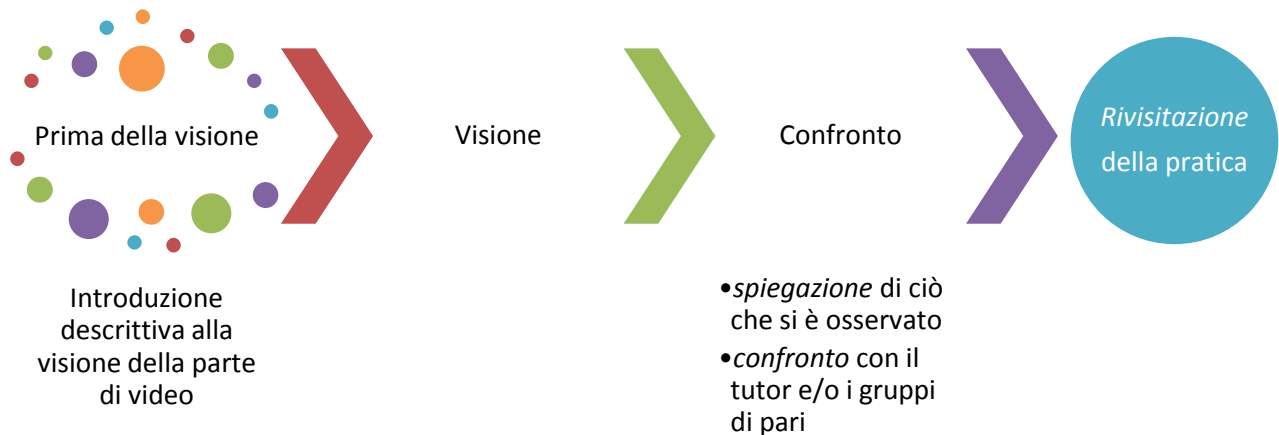 Prima della visione
Visione
Confronto
Rivisitazione
della pratica
Introduzione
descrittiva alla
visione della parte
di video
•spiegazione di ciò
che si è osservato
•confronto con il
tutor e/o i gruppi
di pari